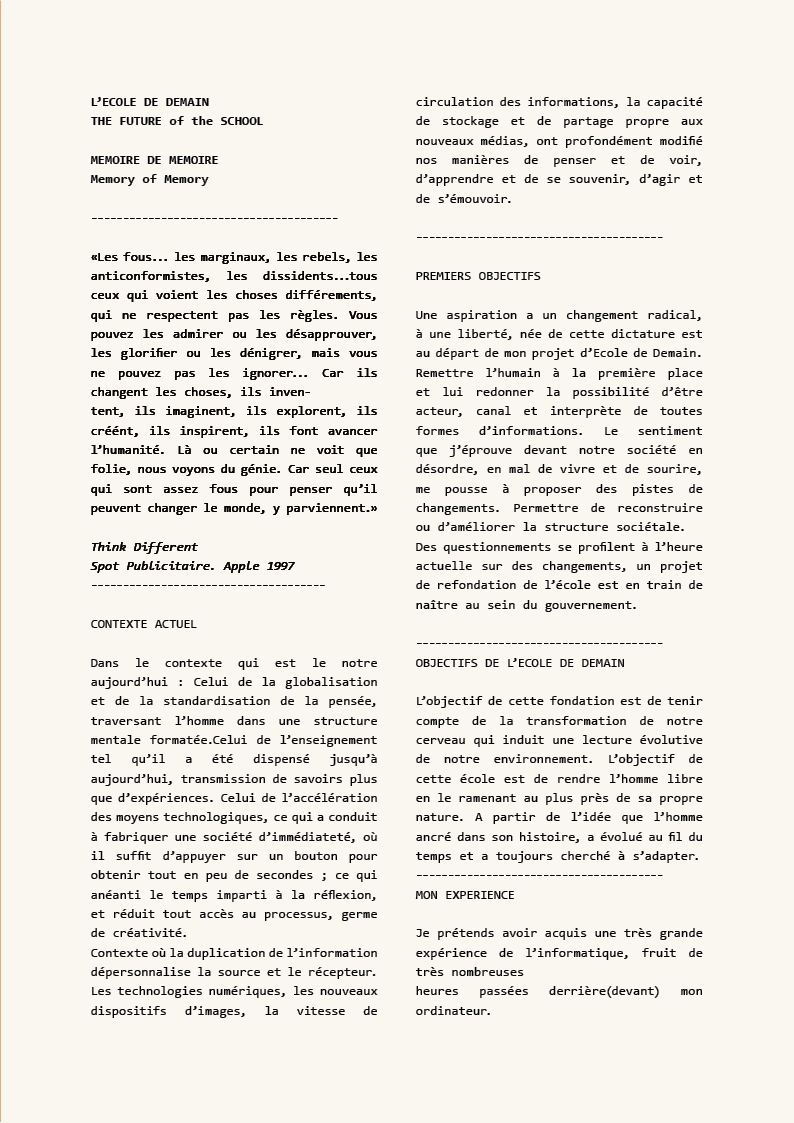 L’ECOLE DE DEMAIN
THE FUTURE of the SCHOOL
MEMOIRE DE MEMOIRE
Memory of Memory
---------------------------------------
«Les fous... les marginaux, les rebels, les
anticonformistes, les dissidents...tous
ceux qui voient les choses différements,
qui ne respectent pas les règles. Vous
pouvez les admirer ou les désapprouver,
les glorifier ou les dénigrer, mais vous
ne pouvez pas les ignorer... Car ils
changent les choses, ils inven-
tent, ils imaginent, ils explorent, ils
créént, ils inspirent, ils font avancer
l’humanité. Là ou certain ne voit que
folie, nous voyons du génie. Car seul ceux
qui sont assez fous pour penser qu’il
peuvent changer le monde, y parviennent.»
Think Different
Spot Publicitaire. Apple 1997
-------------------------------------
CONTEXTE ACTUEL
Dans le contexte qui est le notre
aujourd’hui : Celui de la globalisation
et de la standardisation de la pensée,
traversant l’homme dans une structure
mentale formatée.Celui de l’enseignement
tel qu’il a été dispensé jusqu’à
aujourd’hui, transmission de savoirs plus
que d’expériences. Celui de l’accélération
des moyens technologiques, ce qui a conduit
à fabriquer une société d’immédiateté, où
il suffit d’appuyer sur un bouton pour
obtenir tout en peu de secondes ; ce qui
anéanti le temps imparti à la réflexion,
et réduit tout accès au processus, germe
de créativité.
Contexte où la duplication de l’information
dépersonnalise la source et le récepteur.
Les technologies numériques, les nouveaux
dispositifs d’images, la vitesse de
circulation des informations, la capacité
de stockage et de partage propre aux
nouveaux médias, ont profondément modifié
nos manières de penser et de voir,
d’apprendre et de se souvenir, d’agir et
de s’émouvoir.
---------------------------------------
PREMIERS OBJECTIFS
Une aspiration a un changement radical,
à une liberté, née de cette dictature est
au départ de mon projet d’Ecole de Demain.
Remettre l’humain à la première place
et lui redonner la possibilité d’être
acteur, canal et interprète de toutes
formes d’informations. Le sentiment
que j’éprouve devant notre société en
désordre, en mal de vivre et de sourire,
me pousse à proposer des pistes de
changements. Permettre de reconstruire
ou d’améliorer la structure sociétale.
Des questionnements se profilent à l’heure
actuelle sur des changements, un projet
de refondation de l’école est en train de
naître au sein du gouvernement.
---------------------------------------
OBJECTIFS DE L’ECOLE DE DEMAIN
L’objectif de cette fondation est de tenir
compte de la transformation de notre
cerveau qui induit une lecture évolutive
de notre environnement. L’objectif de
cette école est de rendre l’homme libre
en le ramenant au plus près de sa propre
nature. A partir de l’idée que l’homme
ancré dans son histoire, a évolué au fil du
temps et a toujours cherché à s’adapter.
---------------------------------------
MON EXPERIENCE
Je prétends avoir acquis une très grande
expérience de l’informatique, fruit de
très nombreuses
heures passées derrière(devant) mon
ordinateur.